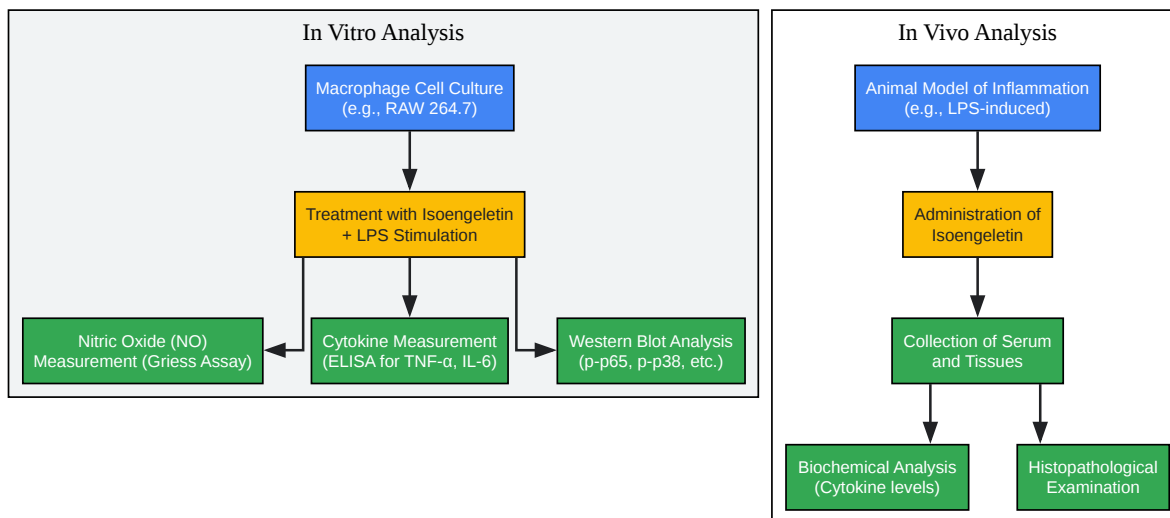 In Vitro Analysis
Macrophage Cell Culture
(e.g., RAW 264.7)
Treatment with Isoengeletin
+ LPS Stimulation
Nitric Oxide (NO)
Measurement (Griess Assay)
Cytokine Measurement
(ELISA for TNF-α, IL-6)
Western Blot Analysis
(p-p65, p-p38, etc.)
In Vivo Analysis
Animal Model of Inflammation
(e.g., LPS-induced)
Administration of
Isoengeletin
Collection of Serum
and Tissues
Biochemical Analysis
(Cytokine levels)
Histopathological
Examination